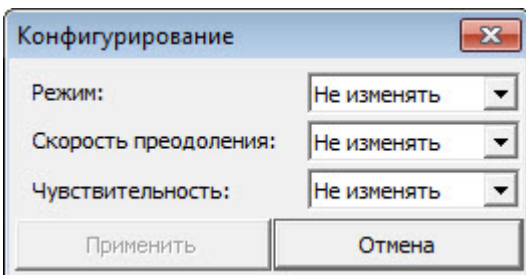 Конфигурирование
Режим: Не изменять
Скорость преодоления: Не изменять
Чувствительность: Не изменять
Применить Отмена